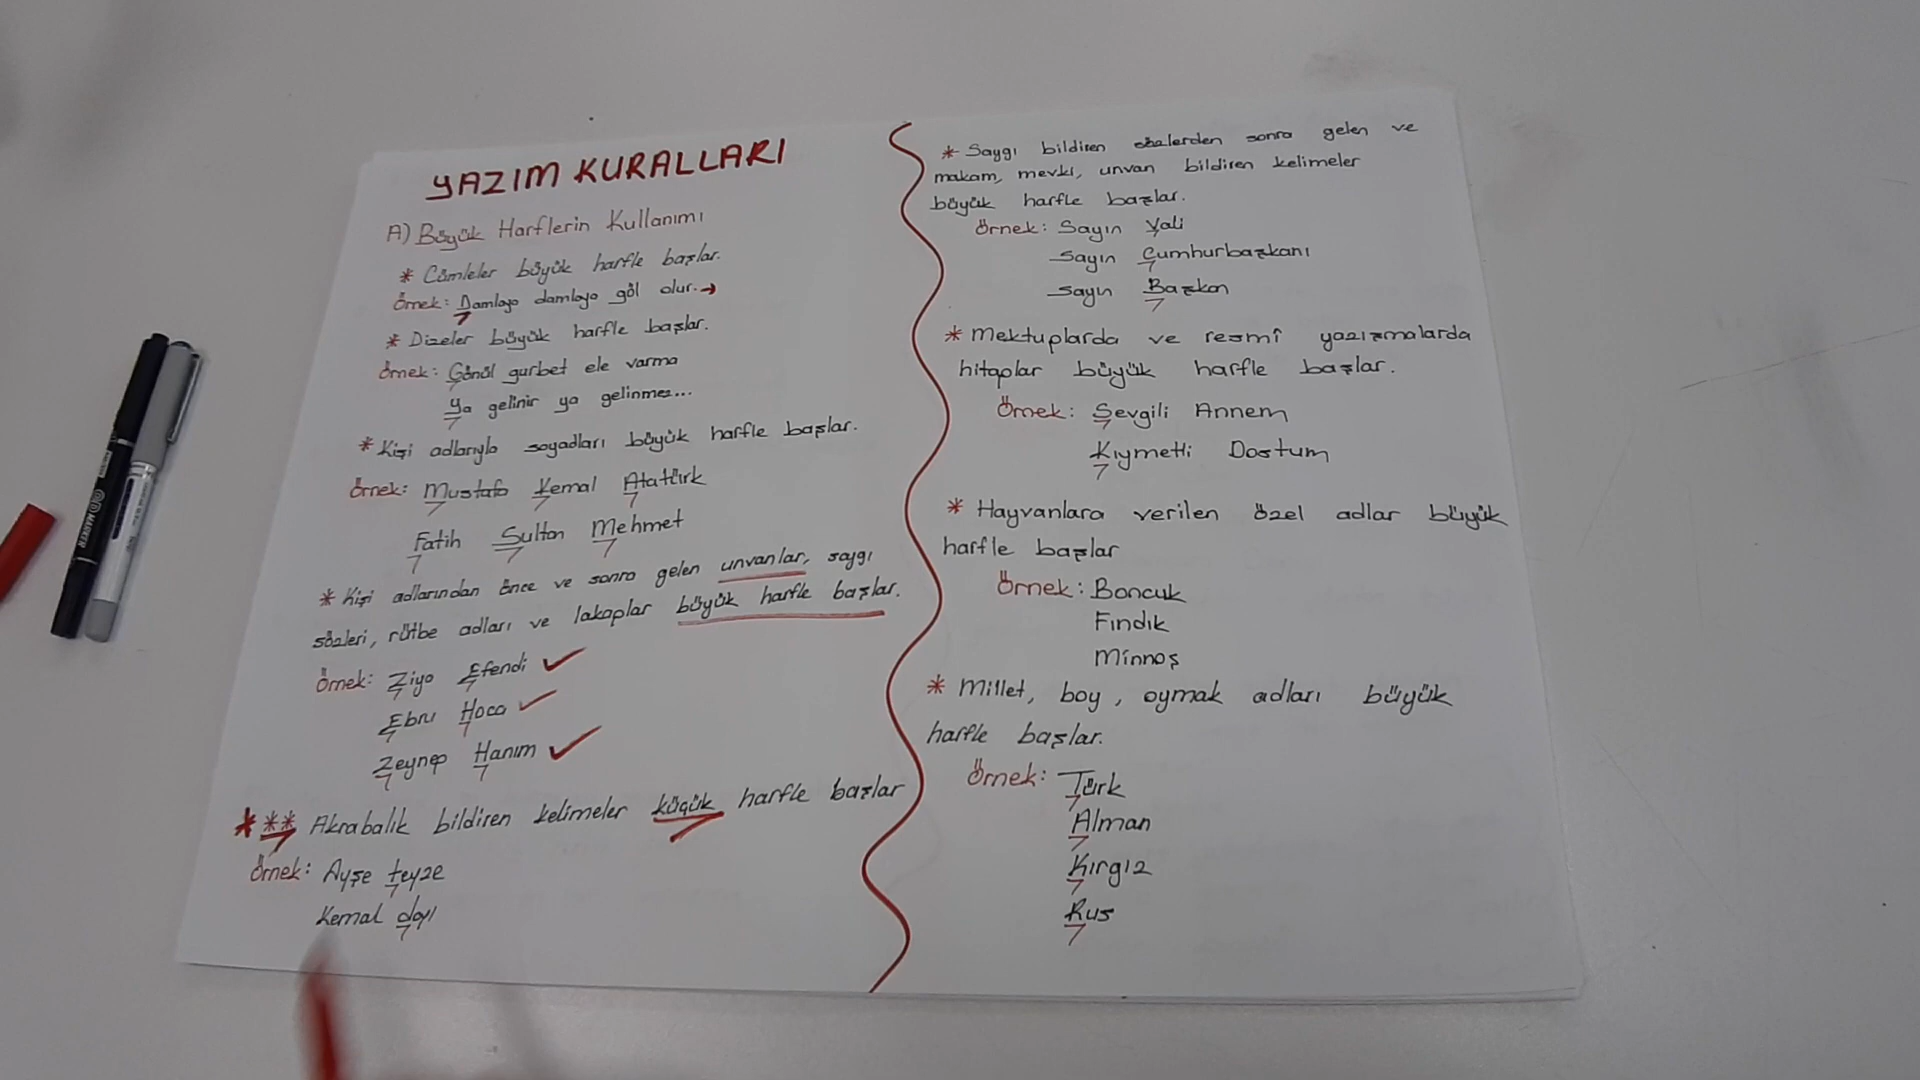 YAZIM KURALLARI
A) Büyük Harflerin Kullanımı
* Cümleler büyük harfle başlar.
Örnek: Damlaya damlaya göl olur.→
* Dizeler büyük harfle başlar.
Örnek: Gönül gurbet ele varma
Ya gelinir ya gelinmez...
* Kişi adlarıyla soyadları büyük harfle başlar.
Örnek: Mustafa Kemal Atatürk
Fatih Sultan Mehmet
* Kişi adlarından önce ve sonra gelen unvanlar, saygı
sözleri, rütbe adları ve lakaplar büyük harfle başlar.
Örnek: Ziya Efendi ✓
Ebru Hoca ✓
Zeynep Hanım ✓
*** Akrabalık bildiren kelimeler küçük harfle başlar
Örnek: Ayşe teyze
Kemal dayı
* Saygı bildiren sözlerden sonra gelen ve
makam, mevki, unvan bildiren kelimeler
büyük harfle başlar.
Örnek: Sayın Vali
Sayın Cumhurbaşkanı
Sayın Başkan
* Mektuplarda ve resmî yazışmalarda
hitaplar büyük harfle başlar.
Örnek: Sevgili Annem
Kıymetli Dostum
* Hayvanlara verilen özel adlar büyük
harfle başlar
Örnek: Boncuk
Fındık
Minnoş
* Millet, boy, oymak adları büyük
harfle başlar.
Örnek: Türk
Alman
Kırgız
Rus